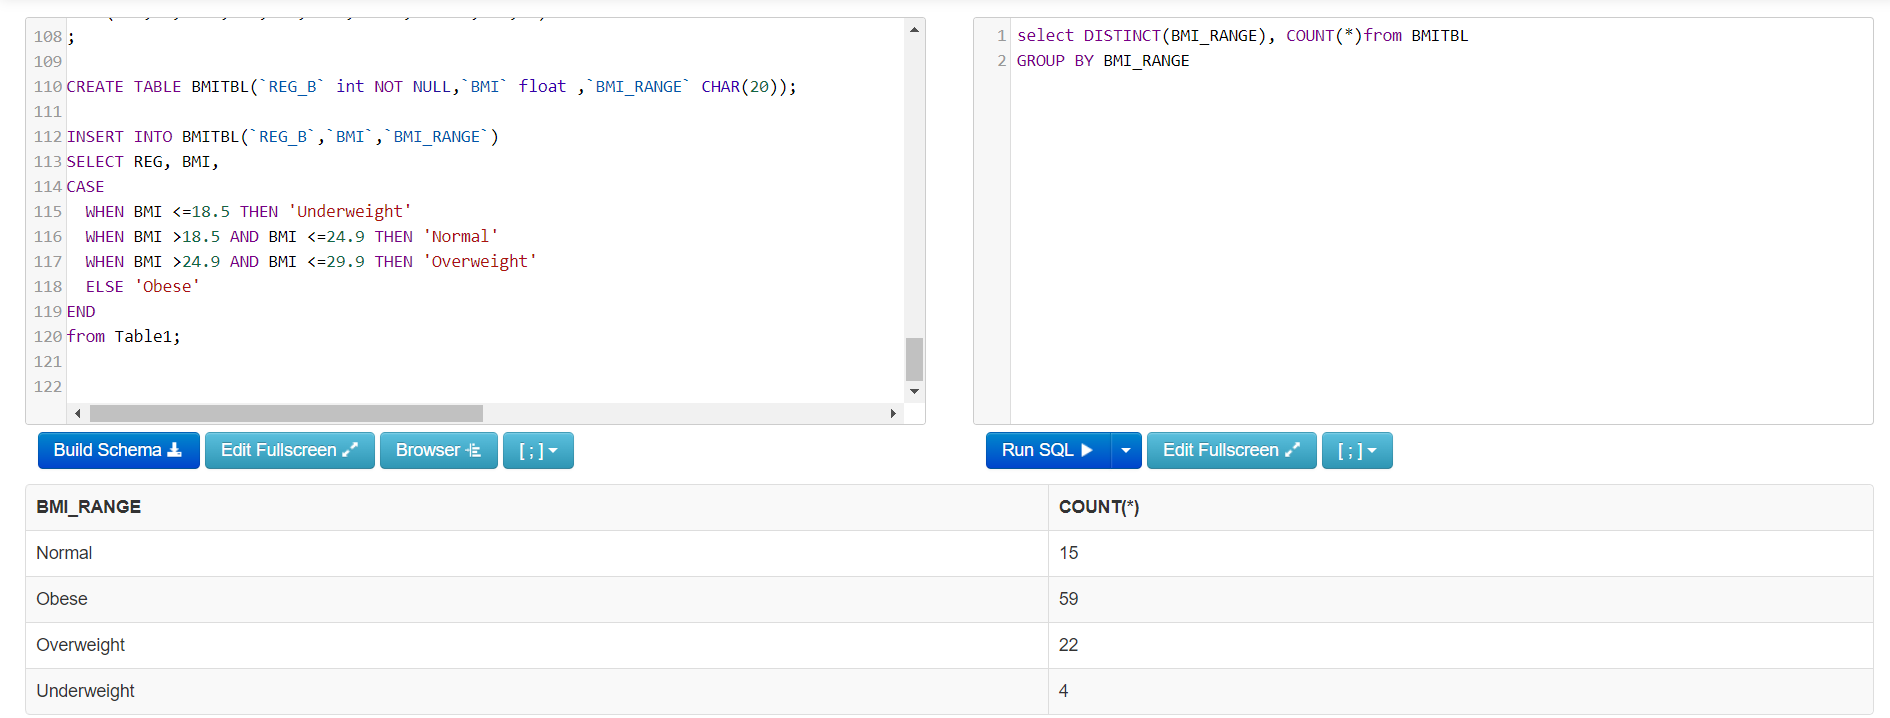 108 ;
109
110 CREATE TABLE BMITBL(`REG_B` int NOT NULL,`BMI` float ,`BMI_RANGE` CHAR(20));
111
112 INSERT INTO BMITBL(`REG_B`,`BMI`,`BMI_RANGE`)
113 SELECT REG, BMI,
114 CASE
115 WHEN BMI <=18.5 THEN 'Underweight'
116 WHEN BMI >18.5 AND BMI <=24.9 THEN 'Normal'
117 WHEN BMI >24.9 AND BMI <=29.9 THEN 'Overweight'
118 ELSE 'Obese'
119 END
120 from Table1;
121
122
1 select DISTINCT(BMI_RANGE), COUNT(*)from BMITBL
2 GROUP BY BMI_RANGE
Build Schema Edit Fullscreen Browser [ ; ]
Run SQL Edit Fullscreen [ ; ]
BMI_RANGE COUNT(*)
Normal 15
Obese 59
Overweight 22
Underweight 4